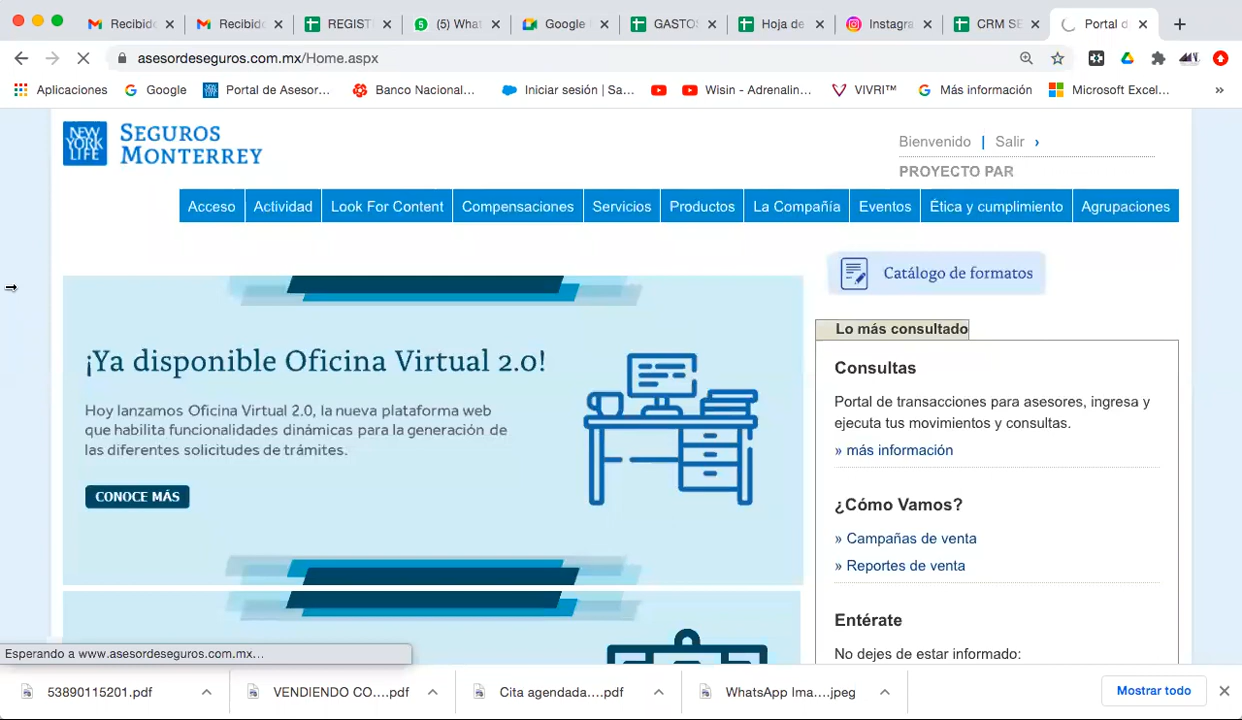 Recibido
Recibido
REGIST
(5) What
Google
GASTOS
Hoja de
Instagra
CRM SE
Portal d
asesordeseguros.com.mx/Home.aspx
Aplicaciones
Google
Portal de Asesor...
Banco Nacional...
Iniciar sesión | Sa...
Wisin - Adrenalin...
VIVRI™
Más información
Microsoft Excel...
»
NEW YORK LIFE
SEGUROS
MONTERREY
Bienvenido | Salir ›
PROYECTO PAR
Acceso
Actividad
Look For Content
Compensaciones
Servicios
Productos
La Compañía
Eventos
Ética y cumplimiento
Agrupaciones
Catálogo de formatos
¡Ya disponible Oficina Virtual 2.0!
Hoy lanzamos Oficina Virtual 2.0, la nueva plataforma web
que habilita funcionalidades dinámicas para la generación de
las diferentes solicitudes de trámites.
CONOCE MÁS
Lo más consultado
Consultas
Portal de transacciones para asesores, ingresa y
ejecuta tus movimientos y consultas.
» más información
¿Cómo Vamos?
» Campañas de venta
» Reportes de venta
Entérate
No dejes de estar informado:
Esperando a www.asesordeseguros.com.mx...
53890115201.pdf
VENDIENDO CO....pdf
Cita agendada....pdf
WhatsApp Ima....jpeg
Mostrar todo